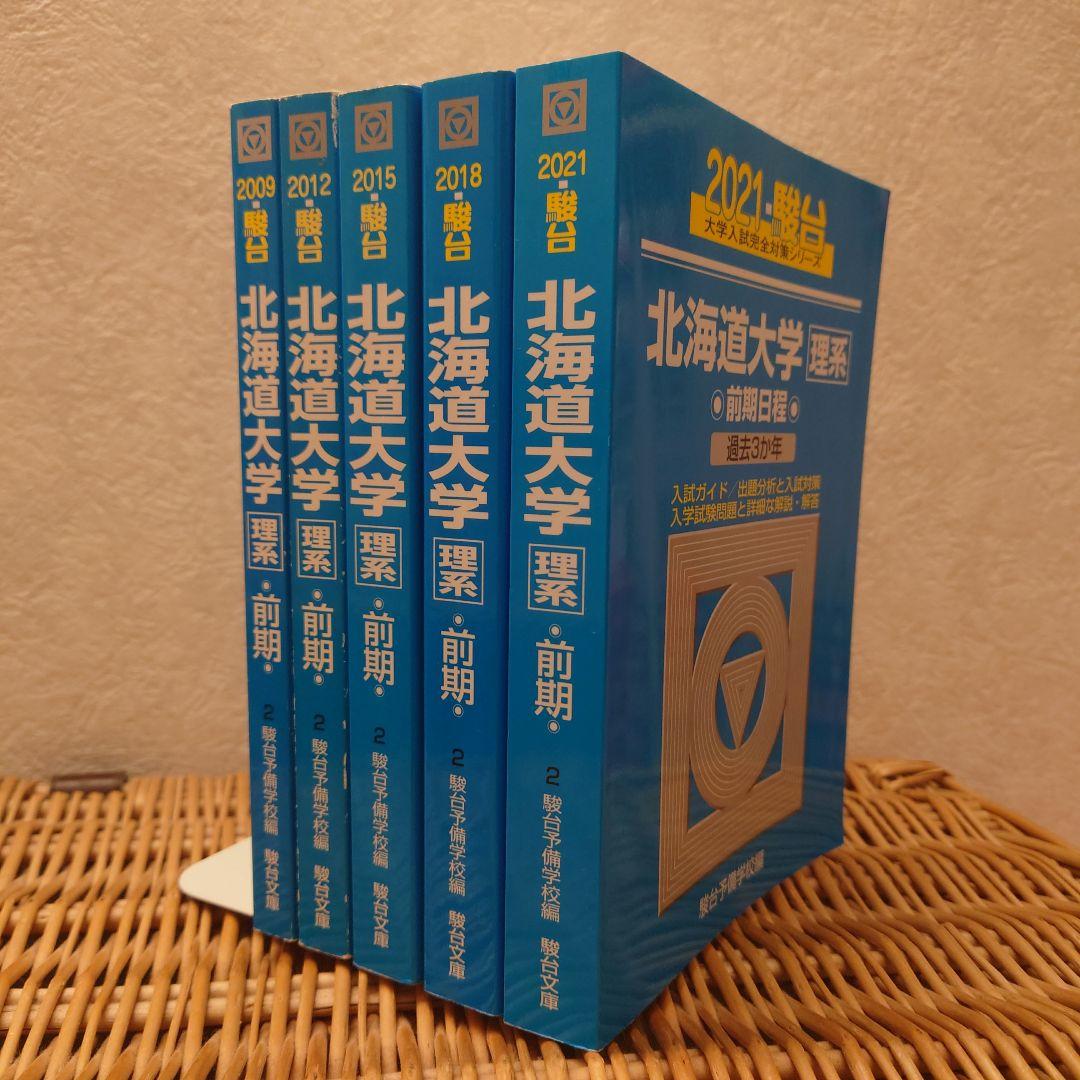 2009・駿台
北海道大学
理系
・前期・
2
駿台予備学校編
駿台文庫
2012・駿台
北海道大学
理系
・前期・
2
駿台予備学校編
駿台文庫
2015・駿台
北海道大学
理系
・前期・
2
駿台予備学校編
駿台文庫
2018・駿台
北海道大学
理系
・前期・
2
駿台予備学校編
駿台文庫
2021・駿台
北海道大学
理系
・前期・
2
駿台予備学校編
駿台文庫
2021・駿台
大学入試完全対策シリーズ
北海道大学 理系
●前期日程●
過去3か年
入試ガイド／出題分析と入試対策
入学試験問題と詳細な解説・解答
駿台予備学校編